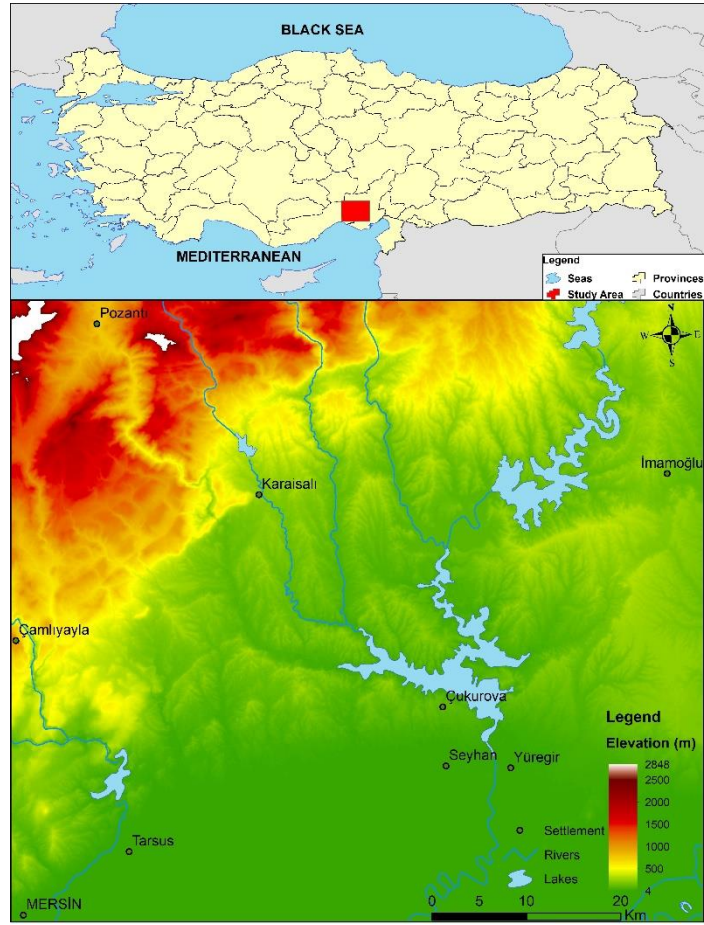 BLACK SEA
MEDITERRANEAN
Legend
Seas
Provinces
Study Area
Countries
Pozantı
N
W
E
S
İmamoğlu
Karaisalı
Çamlıyayla
Çukurova
Legend
Elevation (m)
2848
2500
2000
1500
1000
500
4
Seyhan
Yüregir
Settlement
Rivers
Lakes
Tarsus
MERSİN
0 5 10 20
Km